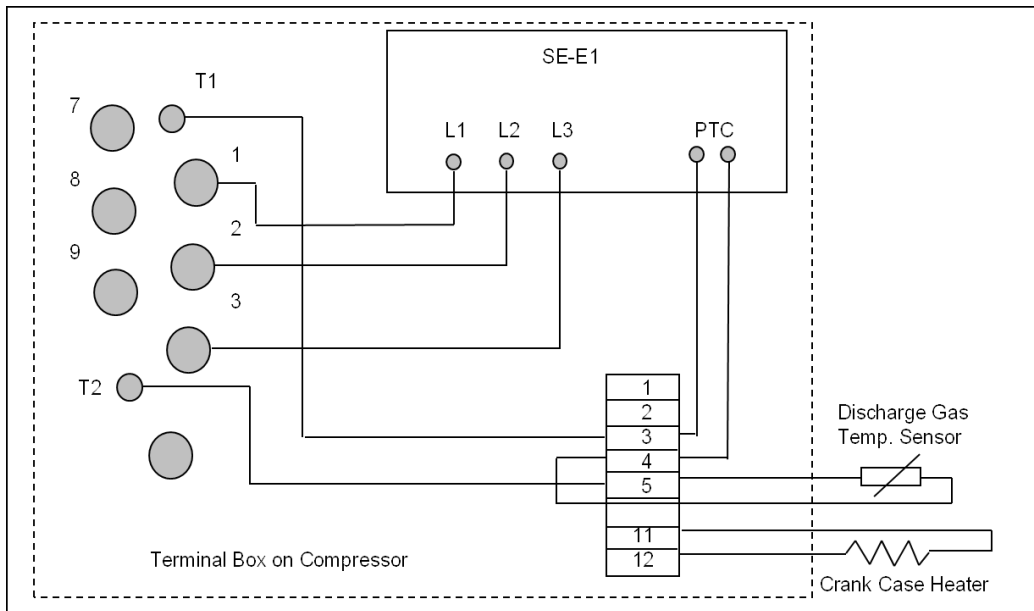 SE-E1
T1
7
L1 L2 L3 PTC
1
8
2
9
3
T2
1
2
3
4
5
11
12
Discharge Gas
Temp. Sensor
Terminal Box on Compressor
Crank Case Heater